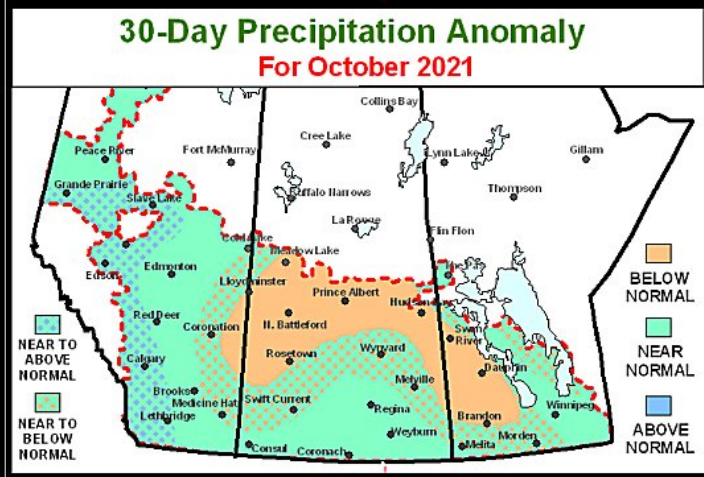 30-Day Precipitation Anomaly
For October 2021
Collins Bay
Cree Lake
Peace River
Fort McMurray
Lynn Lake
Gillam
Grande Prairie
Slave Lake
Buffalo Narrows
Thompson
La Ronge
Flin Flon
Cold Lake
Meadow Lake
The Pas
Edson
Edmonton
Lloydminster
Prince Albert
Hudson Bay
Red Deer
Coronation
N. Battleford
Swan
River
Rosetown
Wynyard
Dauphin
Calgary
Melville
Brooks
Medicine Hat
Swift Current
Regina
Winnipeg
Lethbridge
Brandon
Weyburn
Morden
Consul
Coronach
Melita
NEAR TO
ABOVE
NORMAL
NEAR TO
BELOW
NORMAL
BELOW
NORMAL
NEAR
NORMAL
ABOVE
NORMAL